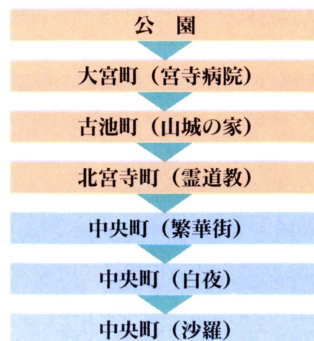 公　園
大宮町（宮寺病院）
古池町（山城の家）
北宮寺町（霊道教）
中央町（繁華街）
中央町（白夜）
中央町（沙羅）